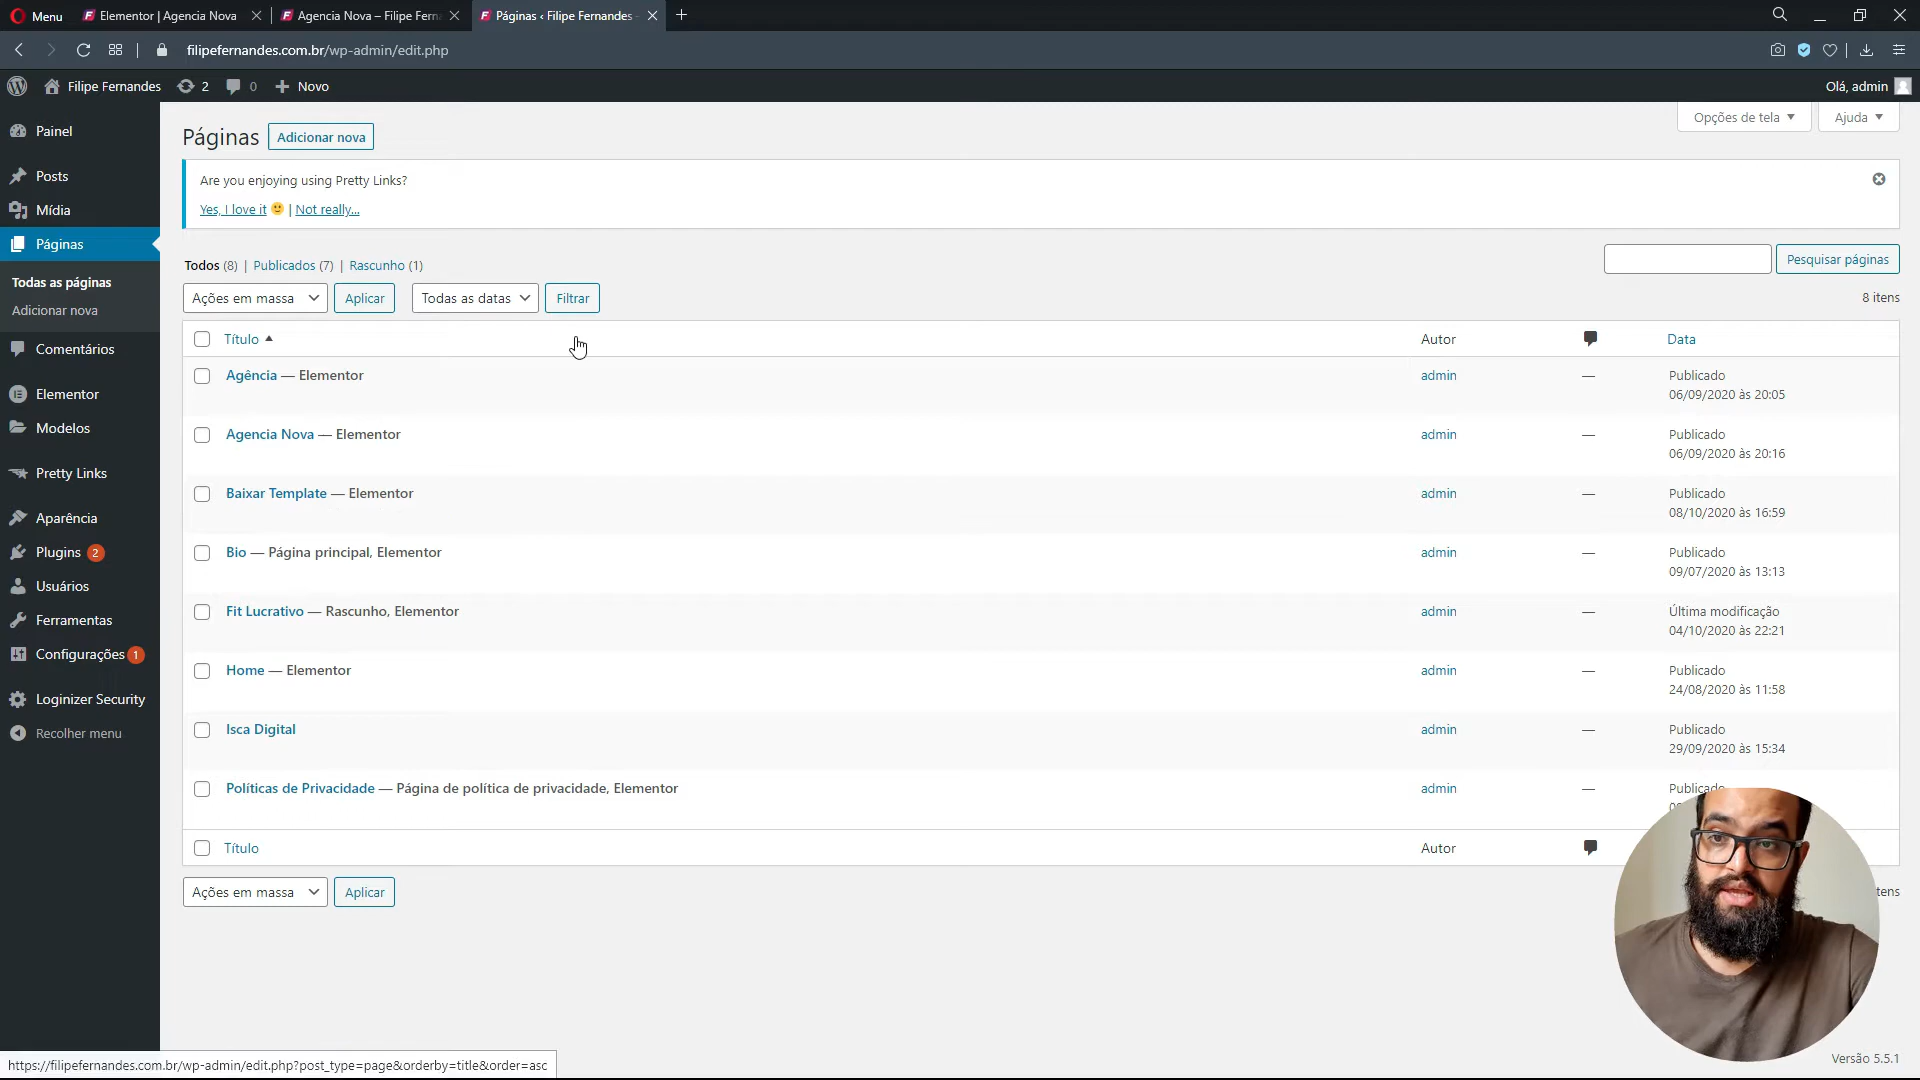 Menu
Elementor | Agencia Nova
Agencia Nova – Filipe Fern
Páginas ‹ Filipe Fernandes
filipefernandes.com.br/wp-admin/edit.php
Filipe Fernandes 2 0 Novo
Olá, admin
Painel
Posts
Mídia
Páginas
Todas as páginas
Adicionar nova
Comentários
Elementor
Modelos
Pretty Links
Aparência
Plugins 2
Usuários
Ferramentas
Configurações 1
Loginizer Security
Recolher menu
Opções de tela
Ajuda
Páginas Adicionar nova
Are you enjoying using Pretty Links?
Yes, I love it 🙂 | Not really...
Todos (8) | Publicados (7) | Rascunho (1)
Pesquisar páginas
Ações em massa Aplicar Todas as datas Filtrar
8 itens
Título Autor Data
Agência — Elementor admin — Publicado
06/09/2020 às 20:05
Agencia Nova — Elementor admin — Publicado
06/09/2020 às 20:16
Baixar Template — Elementor admin — Publicado
08/10/2020 às 16:59
Bio — Página principal, Elementor admin — Publicado
09/07/2020 às 13:13
Fit Lucrativo — Rascunho, Elementor admin — Última modificação
04/10/2020 às 22:21
Home — Elementor admin — Publicado
24/08/2020 às 11:58
Isca Digital admin — Publicado
29/09/2020 às 15:34
Políticas de Privacidade — Página de política de privacidade, Elementor admin — Publicado
Título Autor
Ações em massa Aplicar
tens
Versão 5.5.1
https://filipefernandes.com.br/wp-admin/edit.php?post_type=page&orderby=title&order=asc